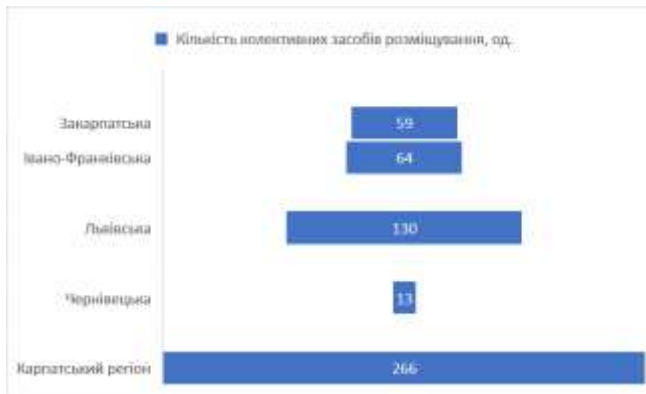 Кількість колективних засобів розміщування, од.
Закарпатська 59
Івано-Франківська 64
Львівська 130
Чернівецька 13
Карпатський регіон 266